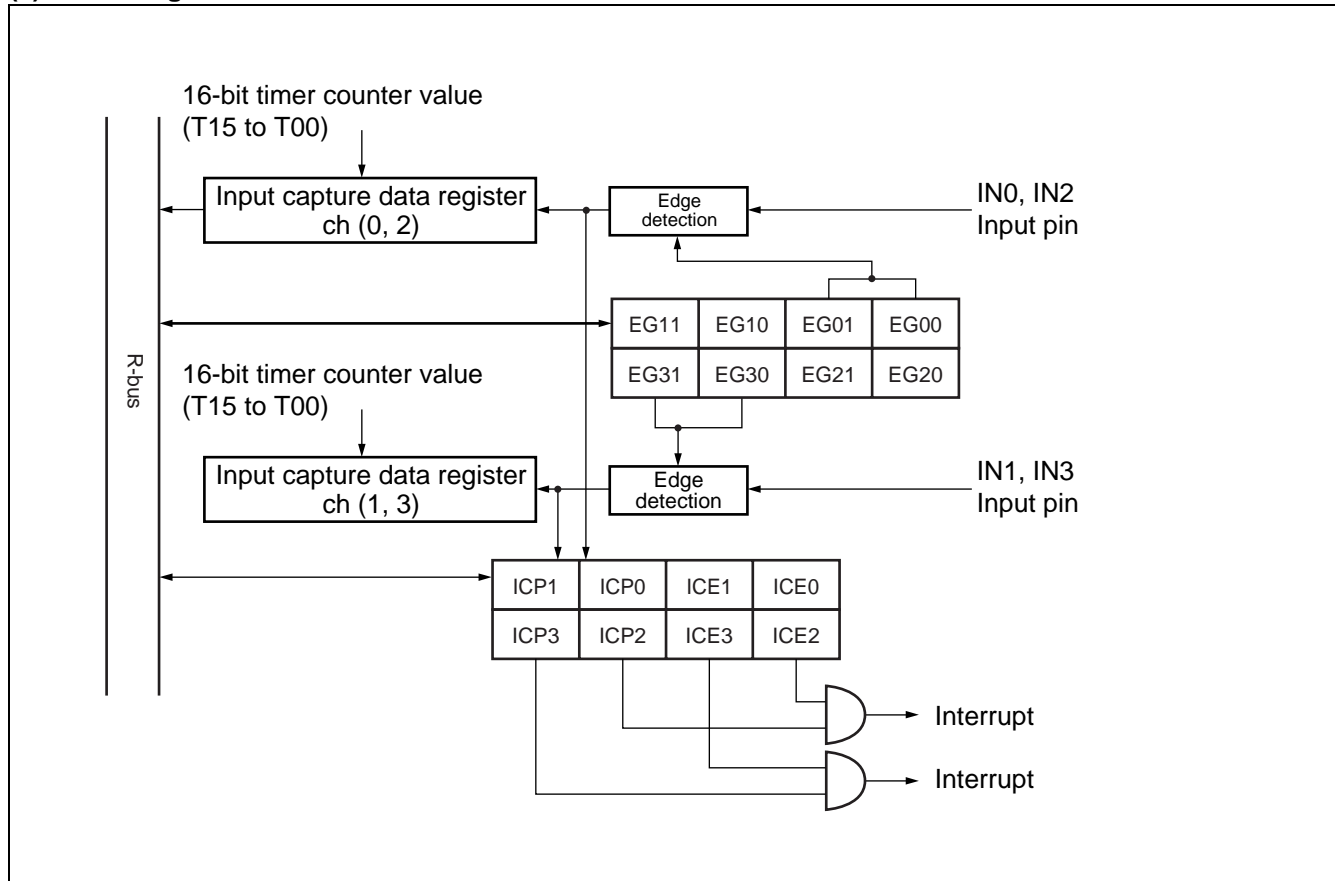 16-bit timer counter value
(T15 to T00)
Input capture data register
ch (0, 2)
Edge
detection
IN0, IN2
Input pin
EG11 EG10 EG01 EG00
EG31 EG30 EG21 EG20
R-bus
16-bit timer counter value
(T15 to T00)
Input capture data register
ch (1, 3)
Edge
detection
IN1, IN3
Input pin
ICP1 ICP0 ICE1 ICE0
ICP3 ICP2 ICE3 ICE2
Interrupt
Interrupt